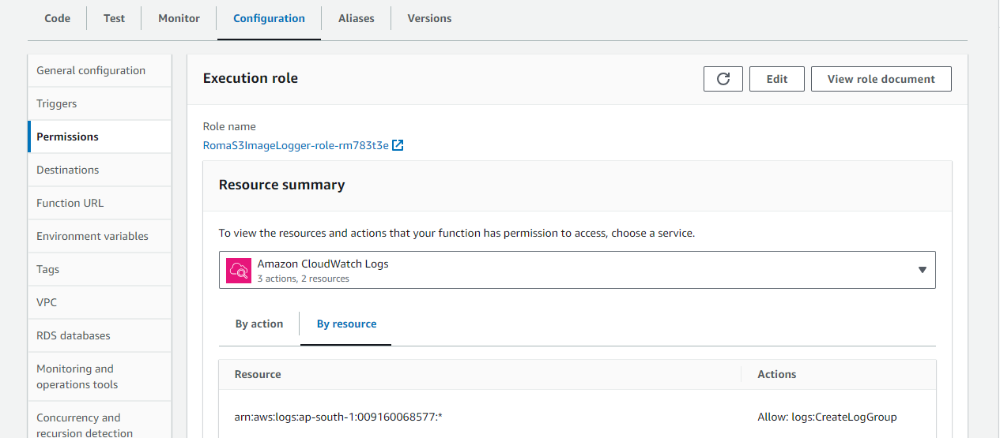 Code Test Monitor Configuration Aliases Versions
General configuration
Triggers
Permissions
Destinations
Function URL
Environment variables
Tags
VPC
RDS databases
Monitoring and
operations tools
Concurrency and
recursion detection
Execution role
Edit View role document
Role name
RomaS3ImageLogger-role-rm783t3e
Resource summary
To view the resources and actions that your function has permission to access, choose a service.
Amazon CloudWatch Logs
3 actions, 2 resources
By action By resource
Resource Actions
arn:aws:logs:ap-south-1:009160068577:* Allow: logs:CreateLogGroup